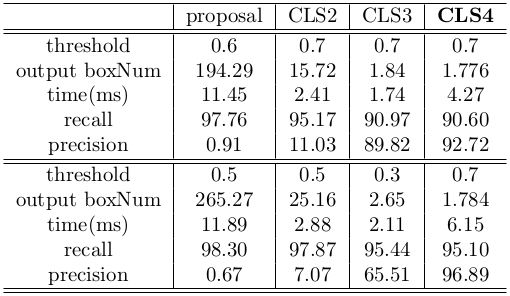 proposal CLS2 CLS3 CLS4
threshold 0.6 0.7 0.7 0.7
output boxNum 194.29 15.72 1.84 1.776
time(ms) 11.45 2.41 1.74 4.27
recall 97.76 95.17 90.97 90.60
precision 0.91 11.03 89.82 92.72
threshold 0.5 0.5 0.3 0.7
output boxNum 265.27 25.16 2.65 1.784
time(ms) 11.89 2.88 2.11 6.15
recall 98.30 97.87 95.44 95.10
precision 0.67 7.07 65.51 96.89